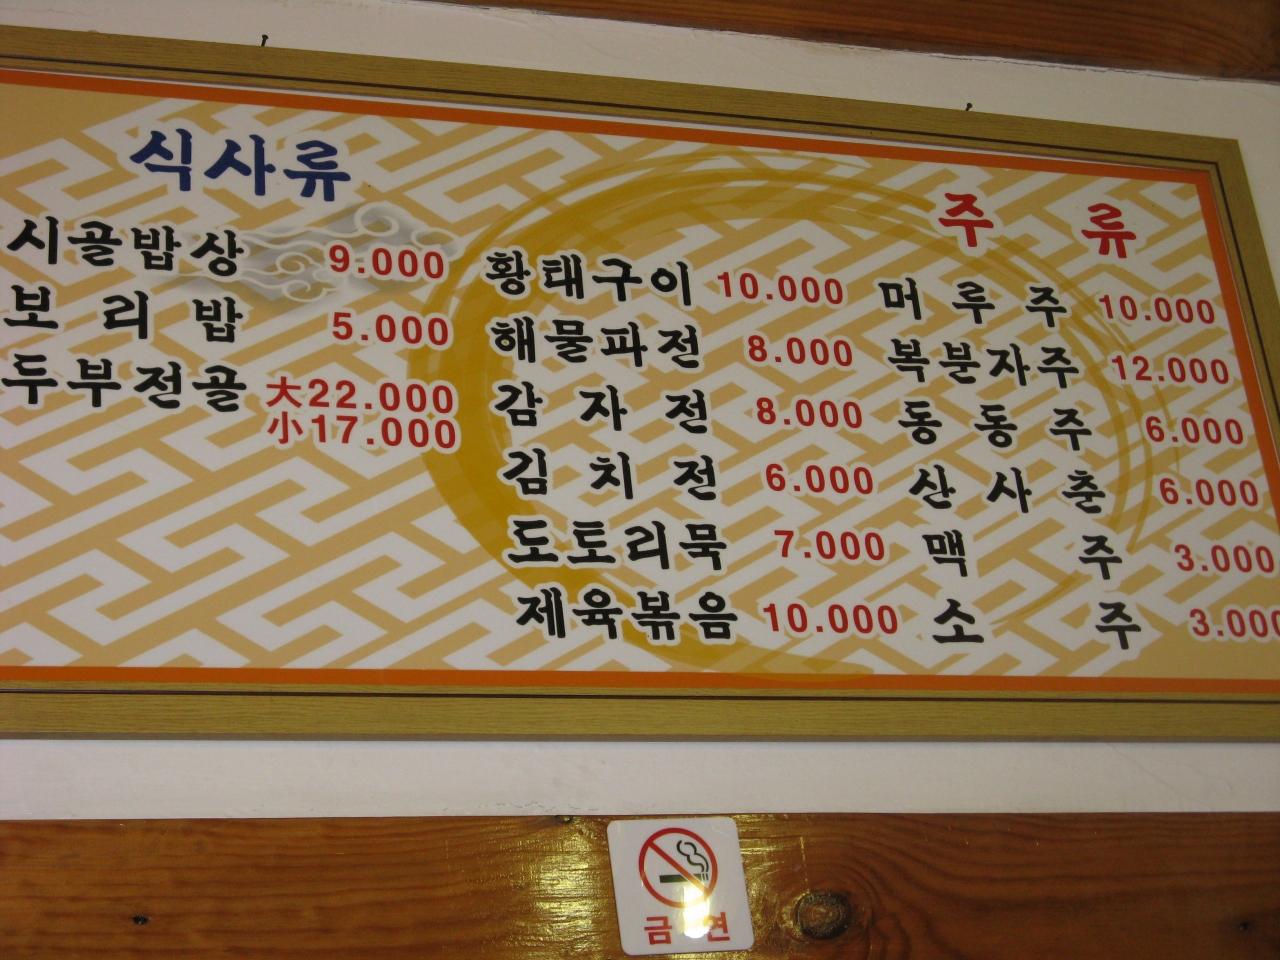 식사류
시골밥상 9.000
보리밥 5.000
두부전골 大22.000
小17.000
황태구이 10.000
해물파전 8.000
감자전 8.000
김치전 6.000
도토리묵 7.000
제육볶음 10.000
주류
머루주 10.000
복분자주 12.000
동동주 6.000
산사춘 6.000
맥주 3.000
소주 3.000
금연